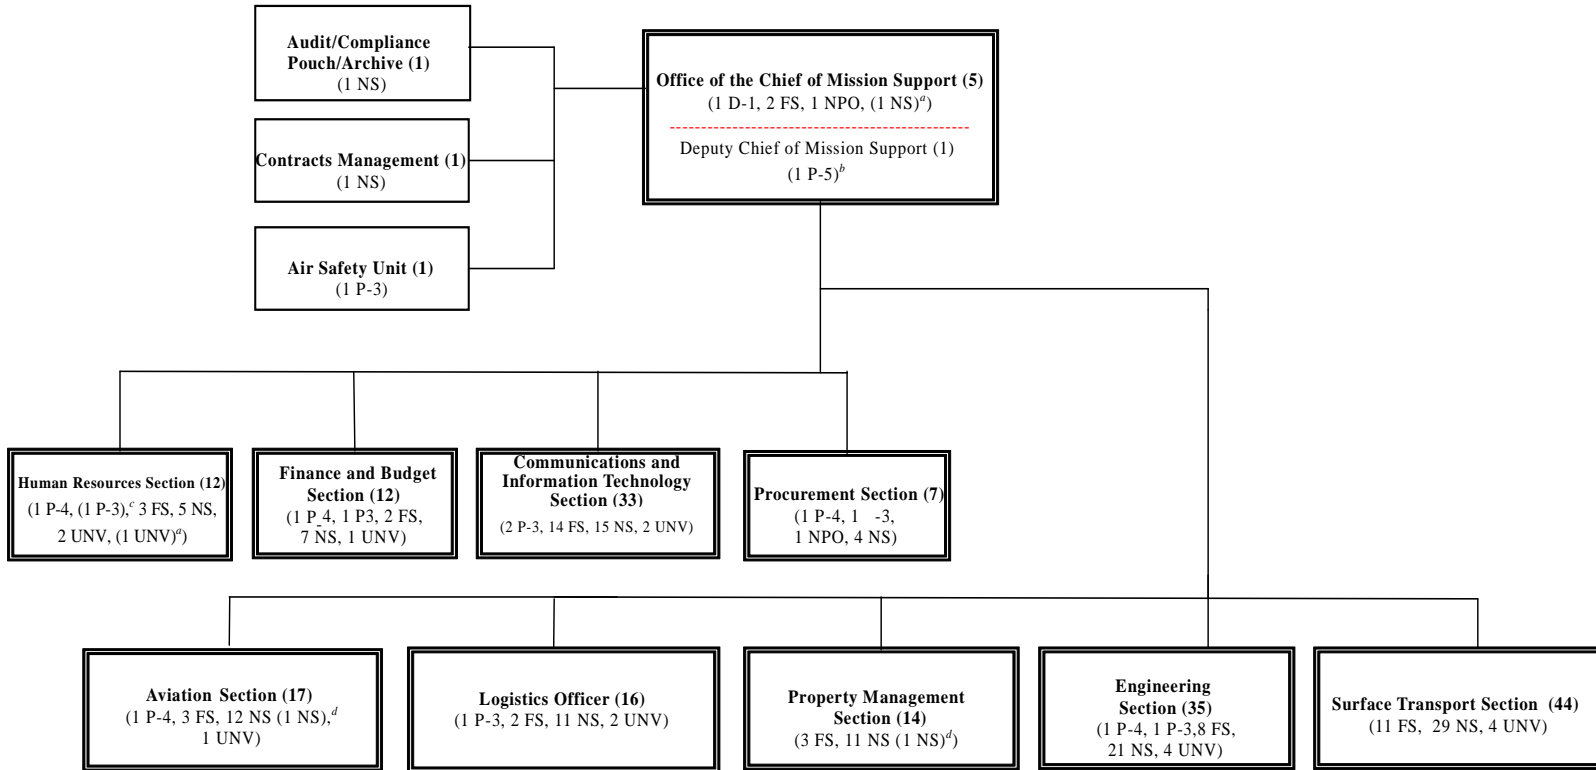 Audit/Compliance
Pouch/Archive (1)
(1 NS)
Office of the Chief of Mission Support (5)
(1 D-1, 2 FS, 1 NPO, (1 NS)a)
Deputy Chief of Mission Support (1)
(1 P-5)b
Contracts Management (1)
(1 NS)
Air Safety Unit (1)
(1 P-3)
Human Resources Section (12)
(1 P-4, (1 P-3),c 3 FS, 5 NS,
2 UNV, (1 UNV)a)
Finance and Budget
Section (12)
(1 P-4, 1 P3, 2 FS,
7 NS, 1 UNV)
Communications and
Information Technology
Section (33)
(2 P-3, 14 FS, 15 NS, 2 UNV)
Procurement Section (7)
(1 P-4, 1 -3,
1 NPO, 4 NS)
Aviation Section (17)
(1 P-4, 3 FS, 12 NS (1 NS),d
1 UNV)
Logistics Officer (16)
(1 P-3, 2 FS, 11 NS, 2 UNV)
Property Management
Section (14)
(3 FS, 11 NS (1 NS)d)
Engineering
Section (35)
(1 P-4, 1 P-3,8 FS,
21 NS, 4 UNV)
Surface Transport Section (44)
(11 FS, 29 NS, 4 UNV)